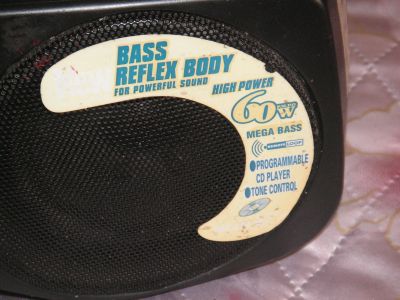 BASS
REFLEX BODY
FOR POWERFUL SOUND
HIGH POWER
60W
MEGA BASS
PROGRAMMABLE
CD PLAYER
TONE CONTROL